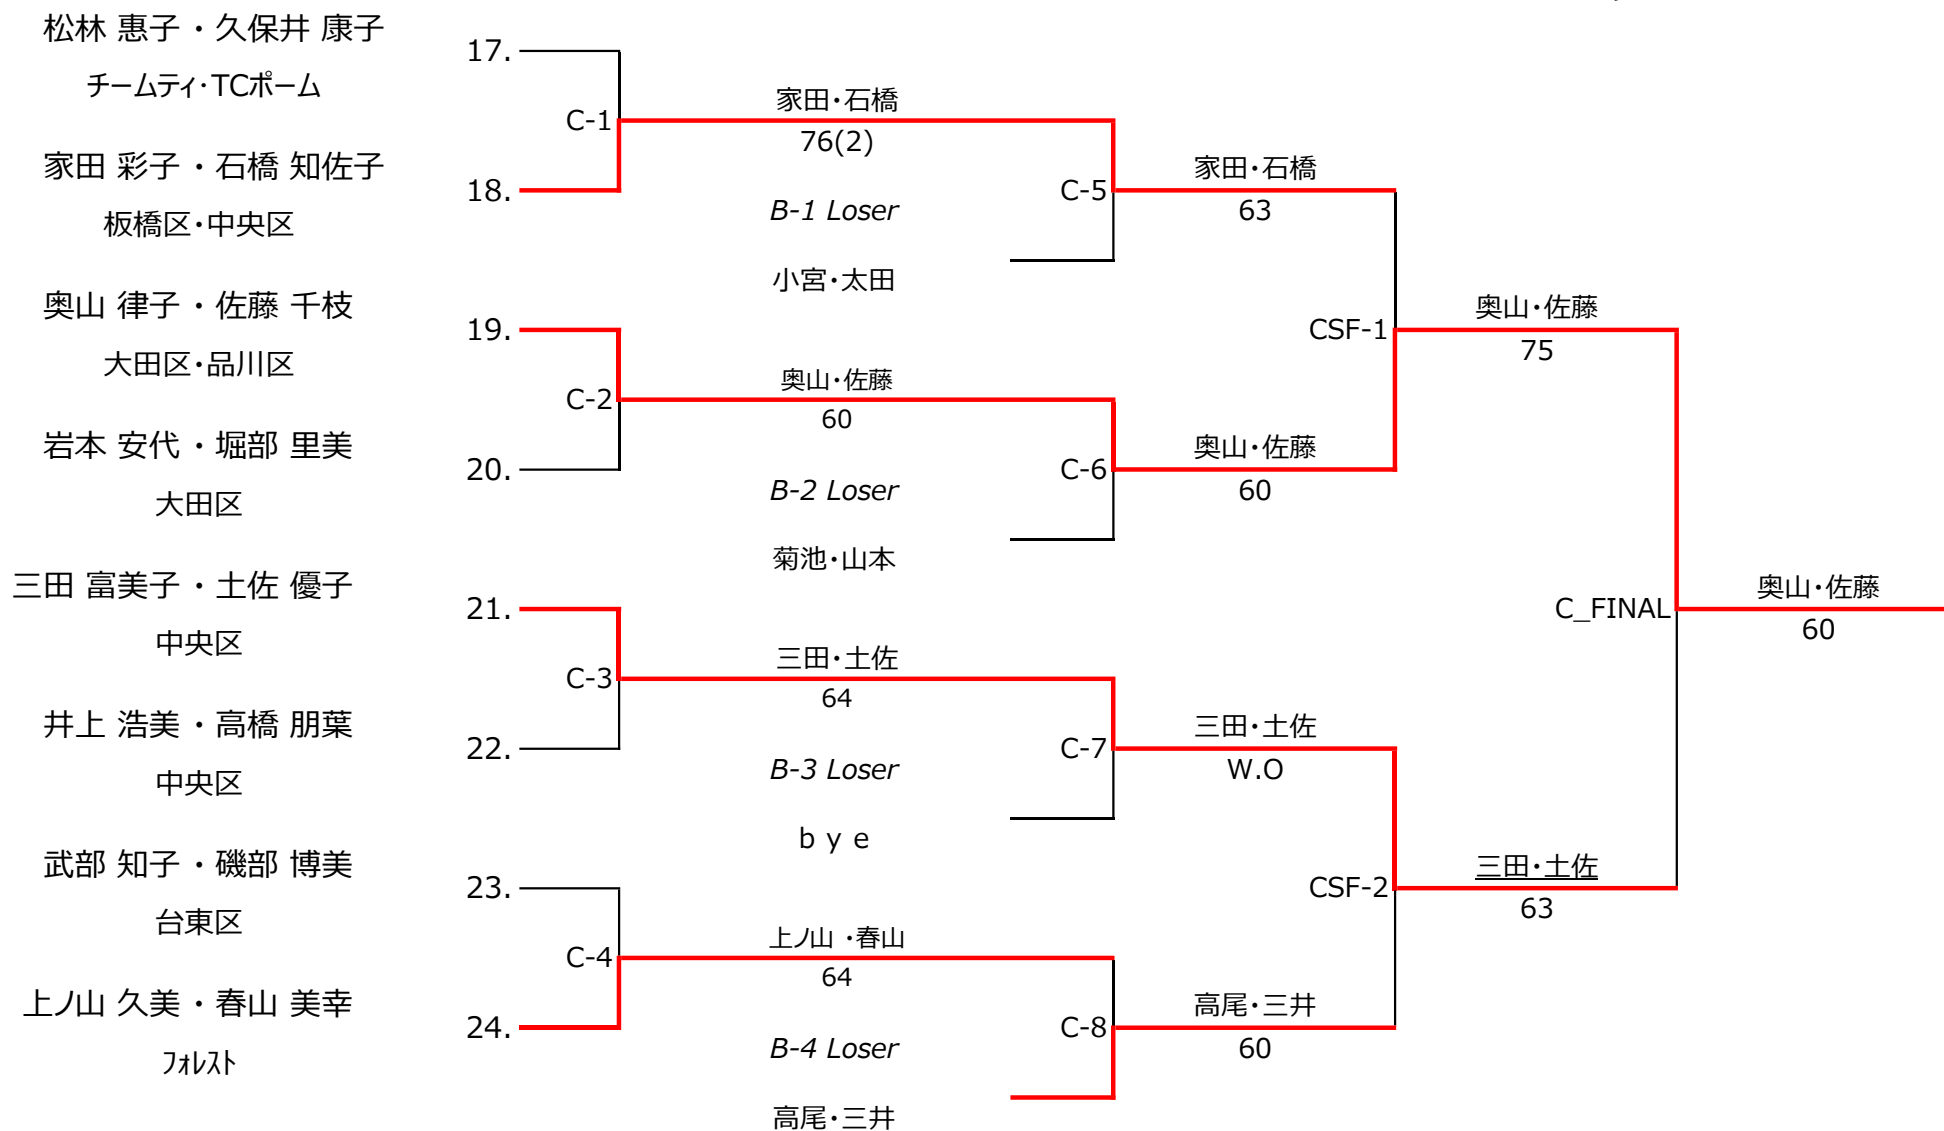 松林 惠子 ・ 久保井 康子
チームティ・TCポーム
17.
C-1
家田・石橋
76(2)
家田 彩子 ・ 石橋 知佐子
板橋区・中央区
18.
B-1 Loser
小宮・太田
C-5
家田・石橋
63
奥山 律子 ・ 佐藤 千枝
大田区・品川区
19.
C-2
奥山・佐藤
60
CSF-1
奥山・佐藤
75
岩本 安代 ・ 堀部 里美
大田区
20.
B-2 Loser
菊池・山本
C-6
奥山・佐藤
60
三田 富美子 ・ 土佐 優子
中央区
21.
C-3
三田・土佐
64
C_FINAL
奥山・佐藤
60
井上 浩美 ・ 高橋 朋葉
中央区
22.
B-3 Loser
b y e
C-7
三田・土佐
W.O
武部 知子 ・ 磯部 博美
台東区
23.
C-4
上ノ山 ・春山
64
CSF-2
三田・土佐
63
上ノ山 久美 ・ 春山 美幸
フォレスト
24.
B-4 Loser
高尾・三井
C-8
高尾・三井
60